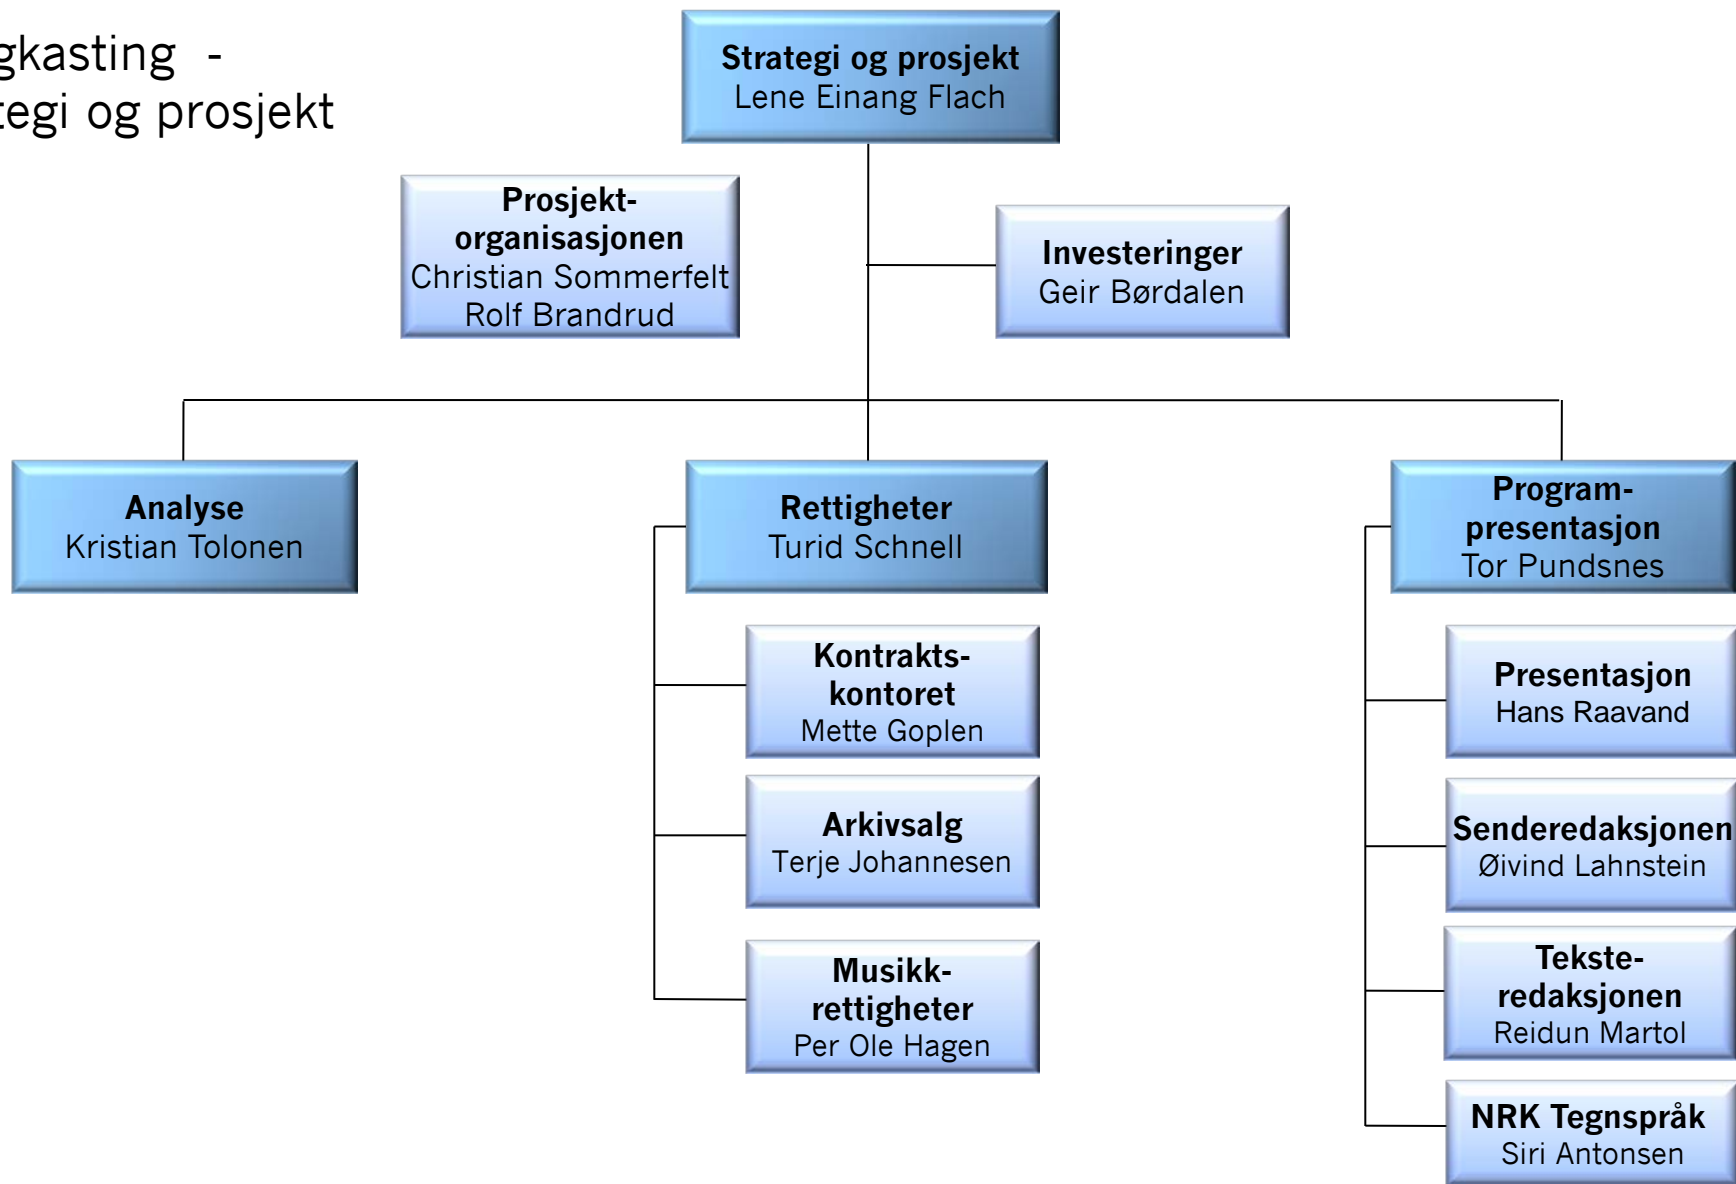 gkasting -
tegi og prosjekt
Strategi og prosjekt
Lene Einang Flach
Prosjekt-
organisasjonen
Christian Sommerfelt
Rolf Brandrud
Investeringer
Geir Børdalen
Analyse
Kristian Tolonen
Rettigheter
Turid Schnell
Program-
presentasjon
Tor Pundsnes
Kontrakts-
kontoret
Mette Goplen
Arkivsalg
Terje Johannesen
Musikk-
rettigheter
Per Ole Hagen
Presentasjon
Hans Raavand
Senderedaksjonen
Øivind Lahnstein
Tekste-
redaksjonen
Reidun Martol
NRK Tegnspråk
Siri Antonsen